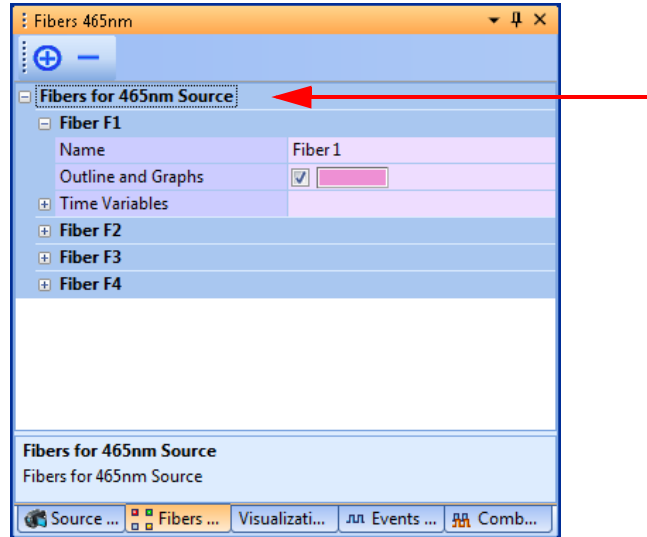 Fibers 465nm
Fibers for 465nm Source
Fiber F1
Name Fiber 1
Outline and Graphs
Time Variables
Fiber F2
Fiber F3
Fiber F4
Fibers for 465nm Source
Fibers for 465nm Source
Source ... Fibers ... Visualizati... Events ... Comb...